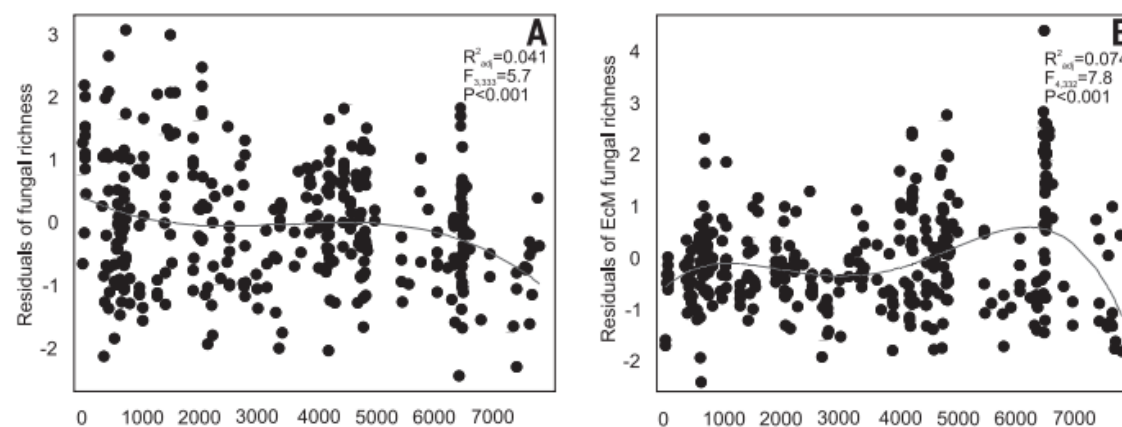 A
R²adj=0.041
F3,333=5.7
P<0.001
Residuals of fungal richness
3
2
1
0
-1
-2
0 1000 2000 3000 4000 5000 6000 7000
R²adj=0.074
F4,332=7.8
P<0.001
Residuals of EcM fungal richness
4
3
2
1
0
-1
-2
0 1000 2000 3000 4000 5000 6000 7000